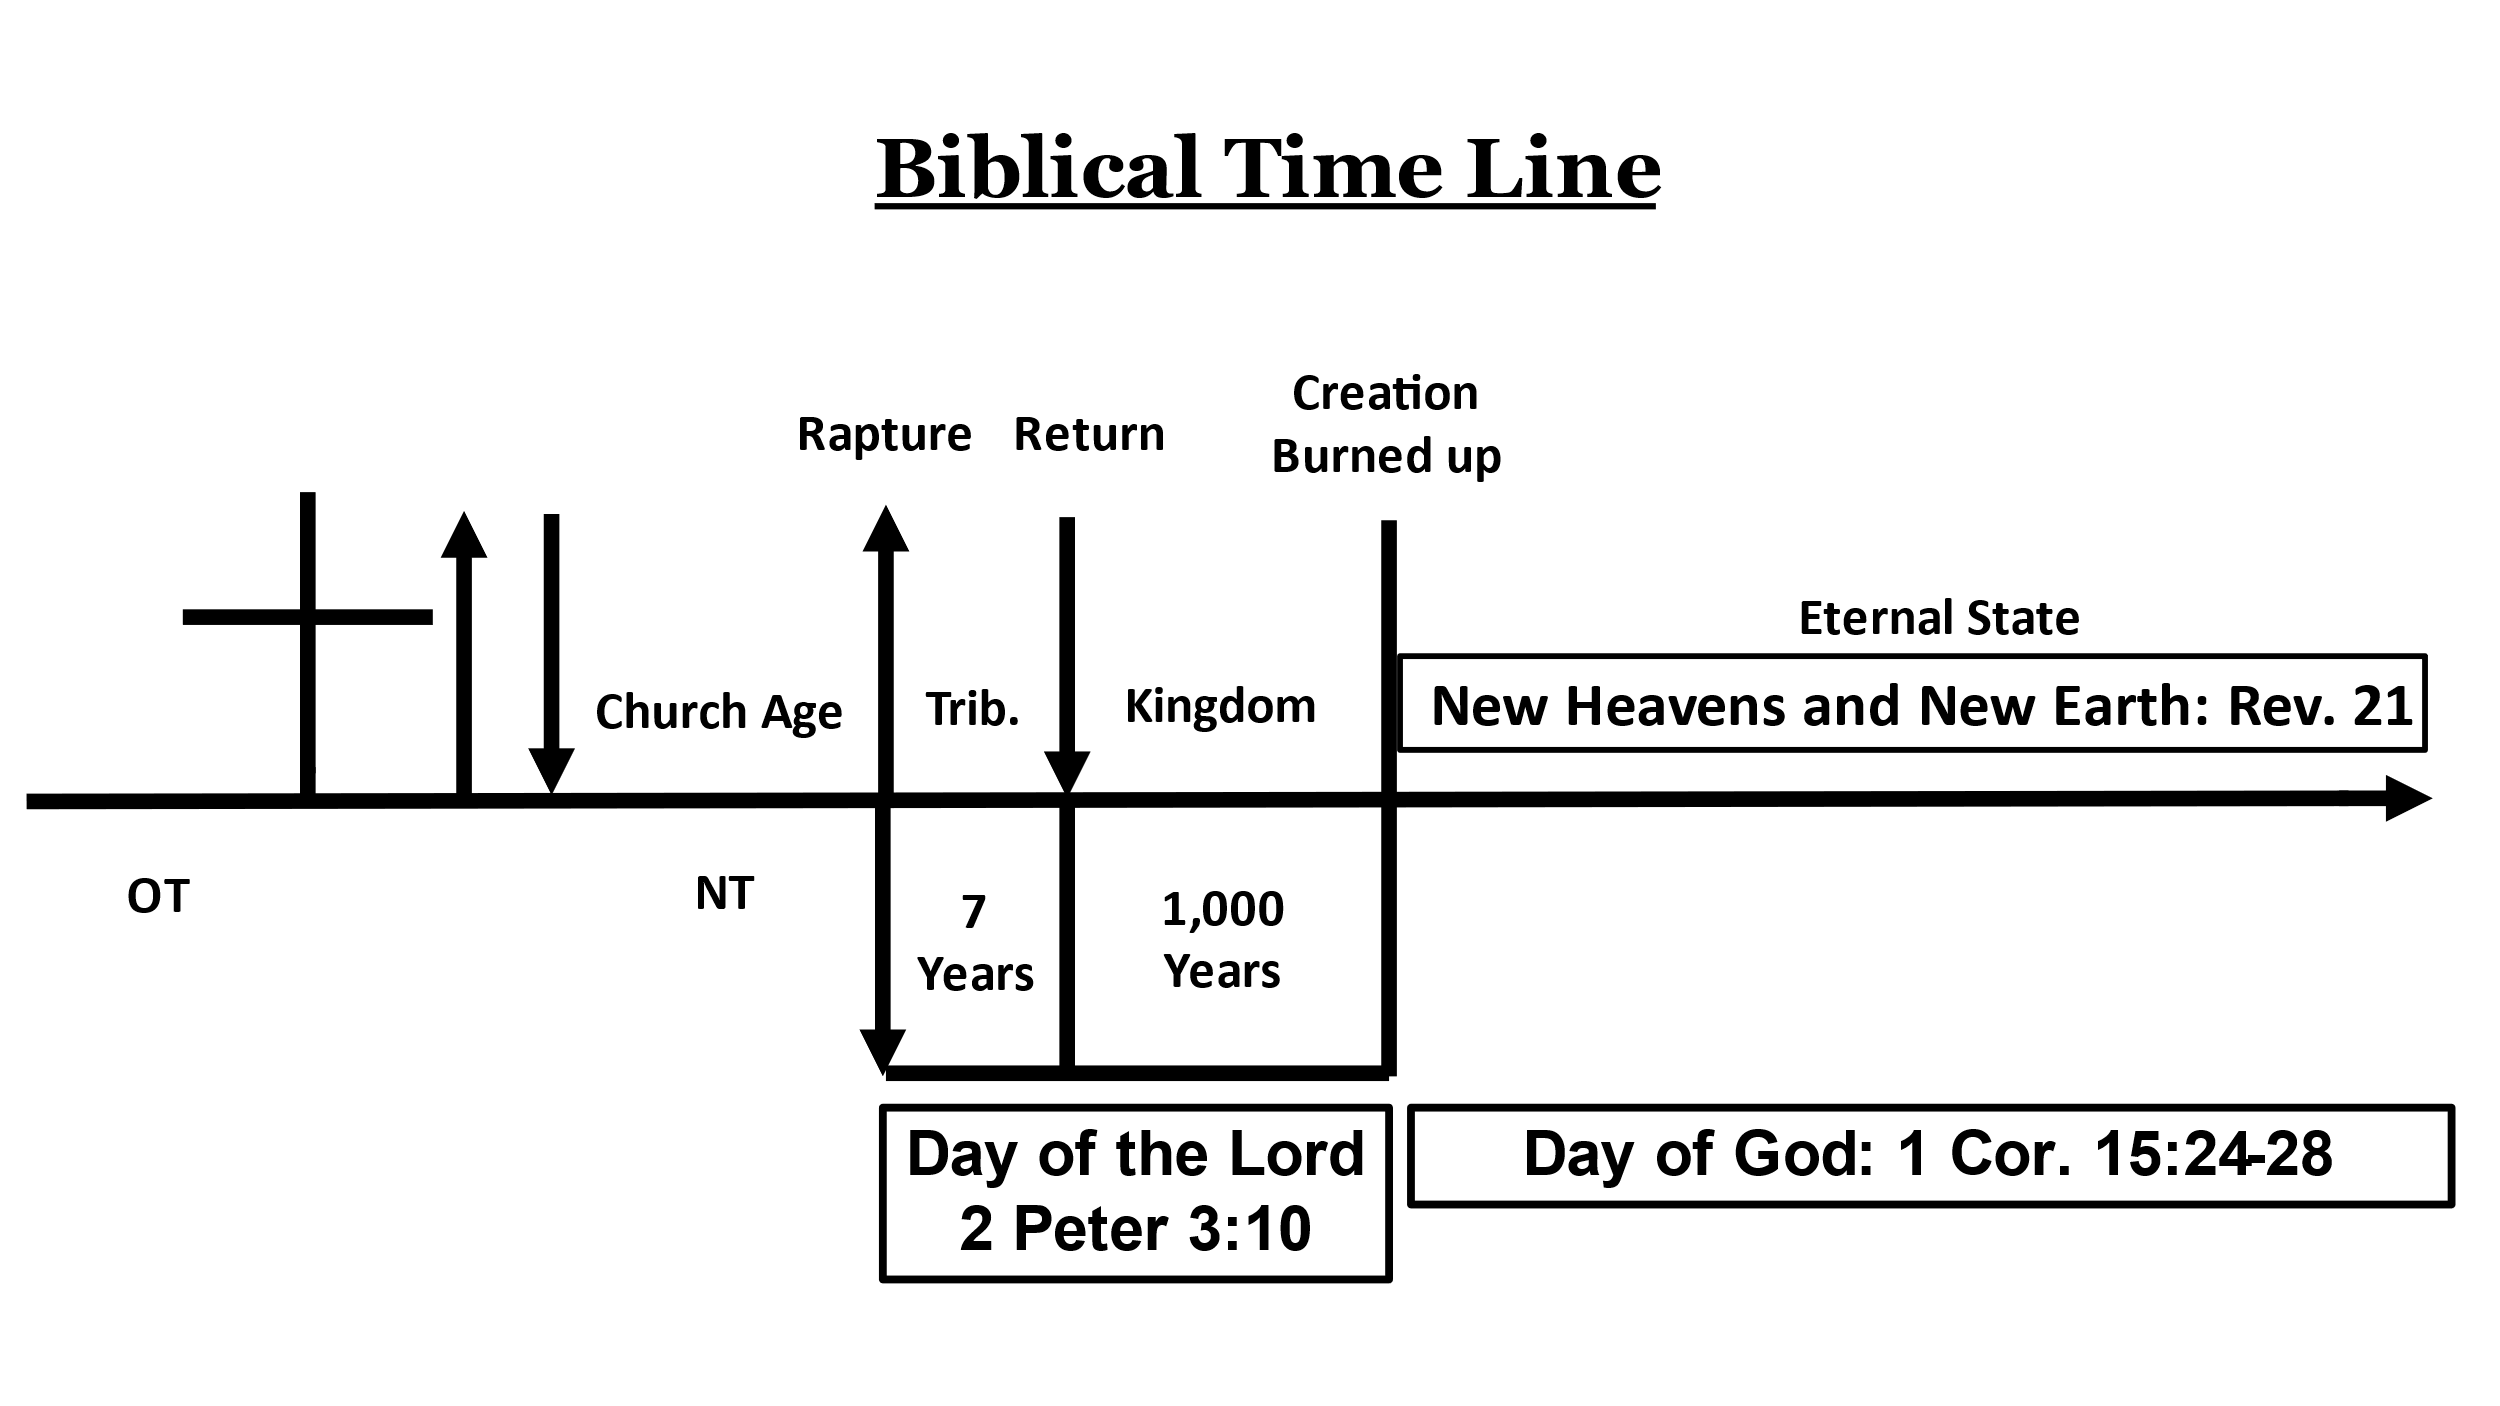 Biblical Time Line
Creation
Burned up
Rapture
Return
Eternal State
Church Age
Trib.
Kingdom
New Heavens and New Earth: Rev. 21
OT
NT
7
Years
1,000
Years
Day of the Lord
2 Peter 3:10
Day of God: 1 Cor. 15:24-28